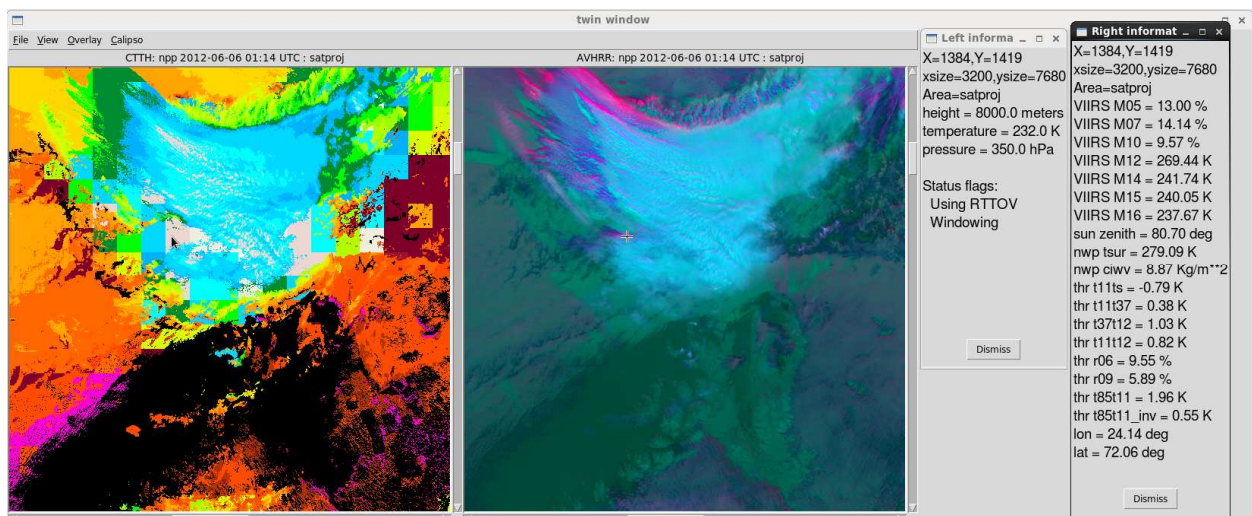 twin window
File View Overlay Calipso
CTTH: npp 2012-06-06 01:14 UTC : satproj
AVHRR: npp 2012-06-06 01:14 UTC : satproj
Left informa
X=1384,Y=1419
xsize=3200,ysize=7680
Area=satproj
height = 8000.0 meters
temperature = 232.0 K
pressure = 350.0 hPa
Status flags:
Using RTTOV
Windowing
Dismiss
Right informat
X=1384,Y=1419
xsize=3200,ysize=7680
Area=satproj
VIIRS M05 = 13.00 %
VIIRS M07 = 14.14 %
VIIRS M10 = 9.57 %
VIIRS M12 = 269.44 K
VIIRS M14 = 241.74 K
VIIRS M15 = 240.05 K
VIIRS M16 = 237.67 K
sun zenith = 80.70 deg
nwp tsur = 279.09 K
nwp ciwv = 8.87 Kg/m**2
thr t11ts = -0.79 K
thr t11t37 = 0.38 K
thr t37t12 = 1.03 K
thr t11t12 = 0.82 K
thr r06 = 9.55 %
thr r09 = 5.89 %
thr t85t11 = 1.96 K
thr t85t11_inv = 0.55 K
lon = 24.14 deg
lat = 72.06 deg
Dismiss